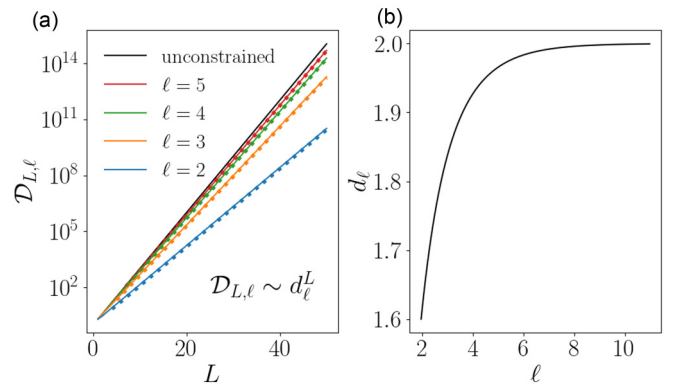 (a)
10^14
10^11
10^8
10^5
10^2
𝒟_{L,ℓ}
unconstrained
ℓ = 5
ℓ = 4
ℓ = 3
ℓ = 2
𝒟_{L,ℓ} ∼ d_ℓ^L
0 20 40
L
(b)
2.0
1.9
1.8
1.7
1.6
d_ℓ
2 4 6 8 10
ℓ